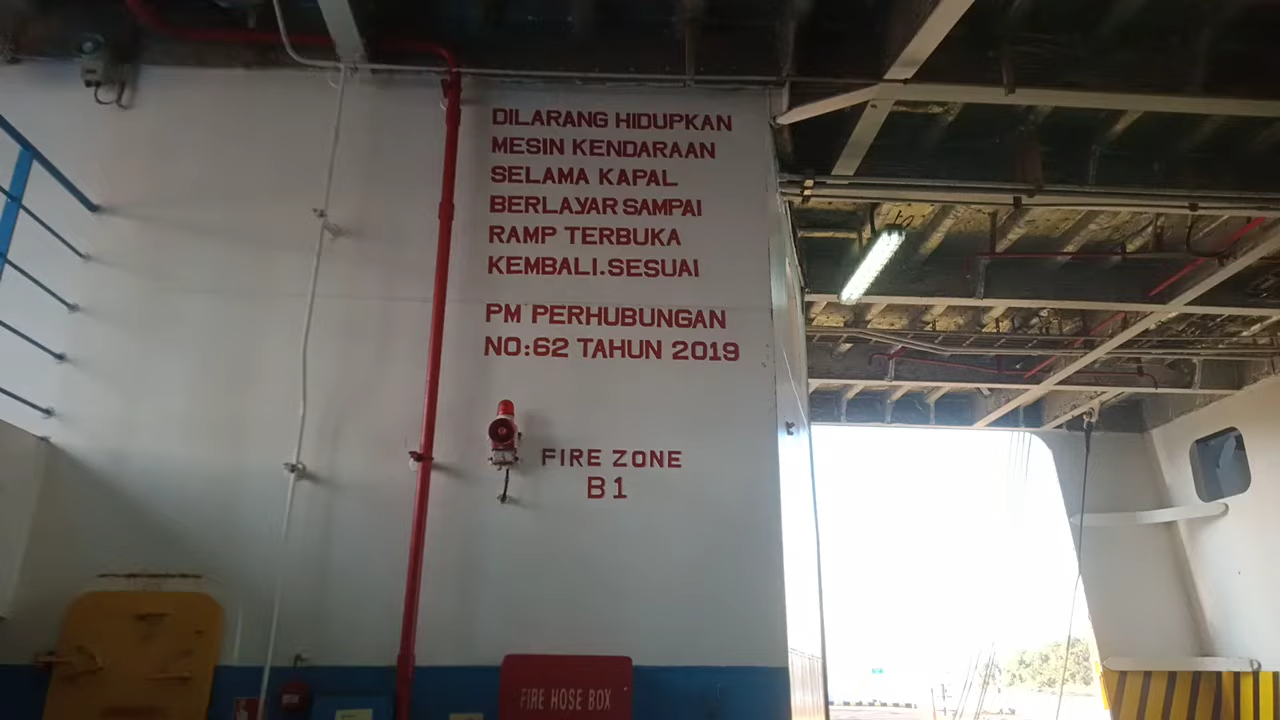 DILARANG HIDUPKAN
MESIN KENDARAAN
SELAMA KAPAL
BERLAYAR SAMPAI
RAMP TERBUKA
KEMBALI.SESUAI
PM PERHUBUNGAN
NO:62 TAHUN 2019
FIRE ZONE
B1
FIRE HOSE BOX